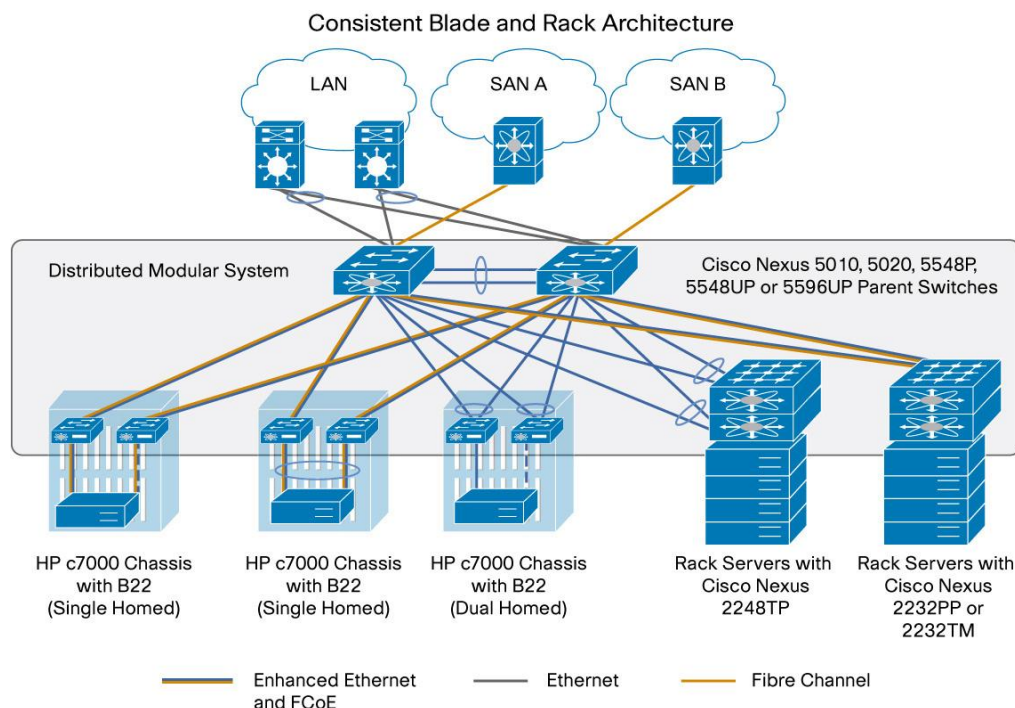 Consistent Blade and Rack Architecture
LAN
SAN A
SAN B
Distributed Modular System
Cisco Nexus 5010, 5020, 5548P,
5548UP or 5596UP Parent Switches
HP c7000 Chassis
with B22
(Single Homed)
HP c7000 Chassis
with B22
(Single Homed)
HP c7000 Chassis
with B22
(Dual Homed)
Rack Servers with
Cisco Nexus
2248TP
Rack Servers with
Cisco Nexus
2232PP or
2232TM
Enhanced Ethernet
and FCoE
Ethernet
Fibre Channel